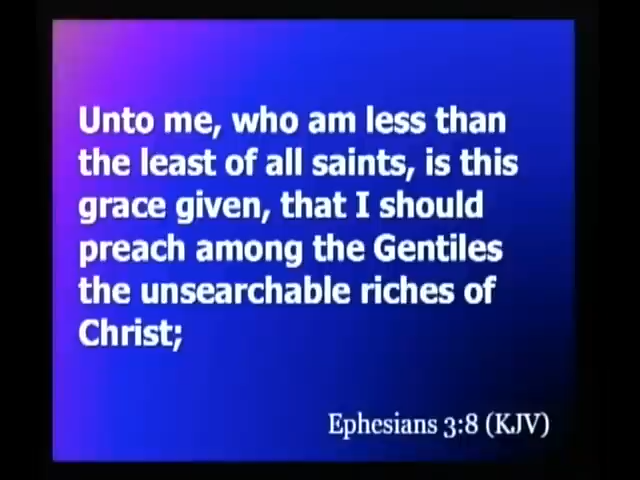 Unto me, who am less than
the least of all saints, is this
grace given, that I should
preach among the Gentiles
the unsearchable riches of
Christ;
Ephesians 3:8 (KJV)